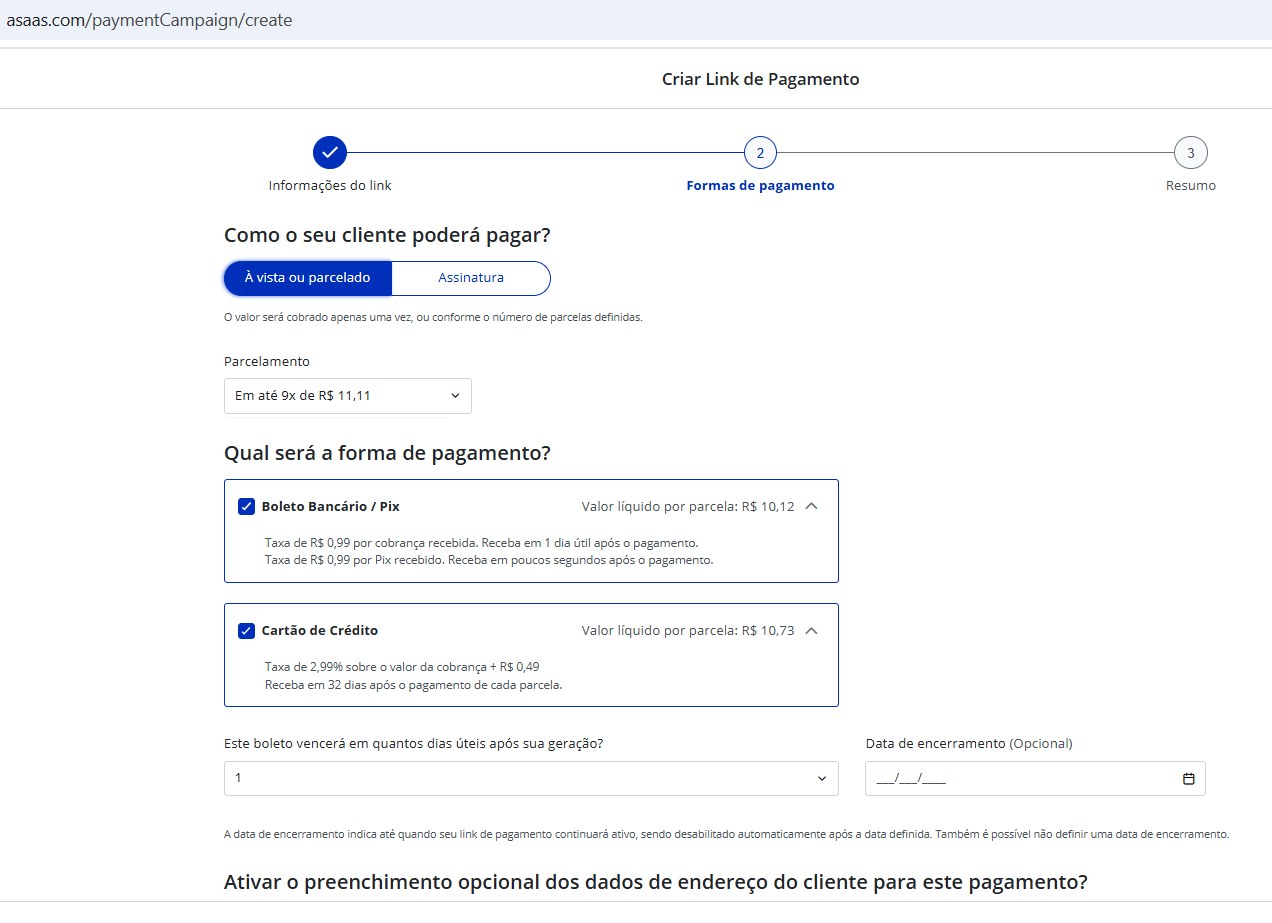 asaas.com/paymentCampaign/create
Criar Link de Pagamento
2
3
Informações do link
Formas de pagamento
Resumo
Como o seu cliente poderá pagar?
À vista ou parcelado
Assinatura
O valor será cobrado apenas uma vez, ou conforme o número de parcelas definidas.
Parcelamento
Em até 9x de R$ 11,11
Qual será a forma de pagamento?
Boleto Bancário / Pix
Valor líquido por parcela: R$ 10,12
Taxa de R$ 0,99 por cobrança recebida. Receba em 1 dia útil após o pagamento.
Taxa de R$ 0,99 por Pix recebido. Receba em poucos segundos após o pagamento.
Cartão de Crédito
Valor líquido por parcela: R$ 10,73
Taxa de 2,99% sobre o valor da cobrança + R$ 0,49
Receba em 32 dias após o pagamento de cada parcela.
Este boleto vencerá em quantos dias úteis após sua geração?
1
Data de encerramento (Opcional)
__/__/____
A data de encerramento indica até quando seu link de pagamento continuará ativo, sendo desabilitado automaticamente após a data definida. Também é possível não definir uma data de encerramento.
Ativar o preenchimento opcional dos dados de endereço do cliente para este pagamento?